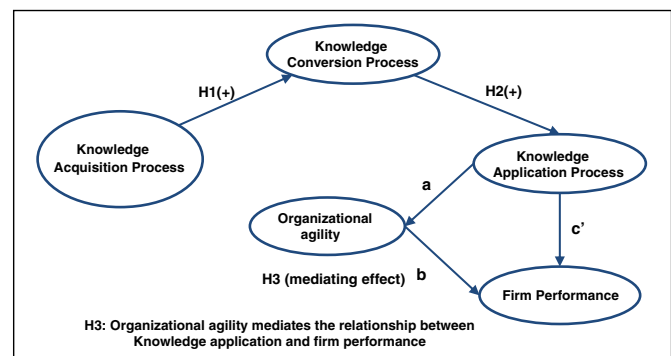 Knowledge
Conversion Process
H1(+)
H2(+)
Knowledge
Acquisition Process
Knowledge
Application Process
a
Organizational
agility
c’
H3 (mediating effect)
b
Firm Performance
H3: Organizational agility mediates the relationship between
Knowledge application and firm performance